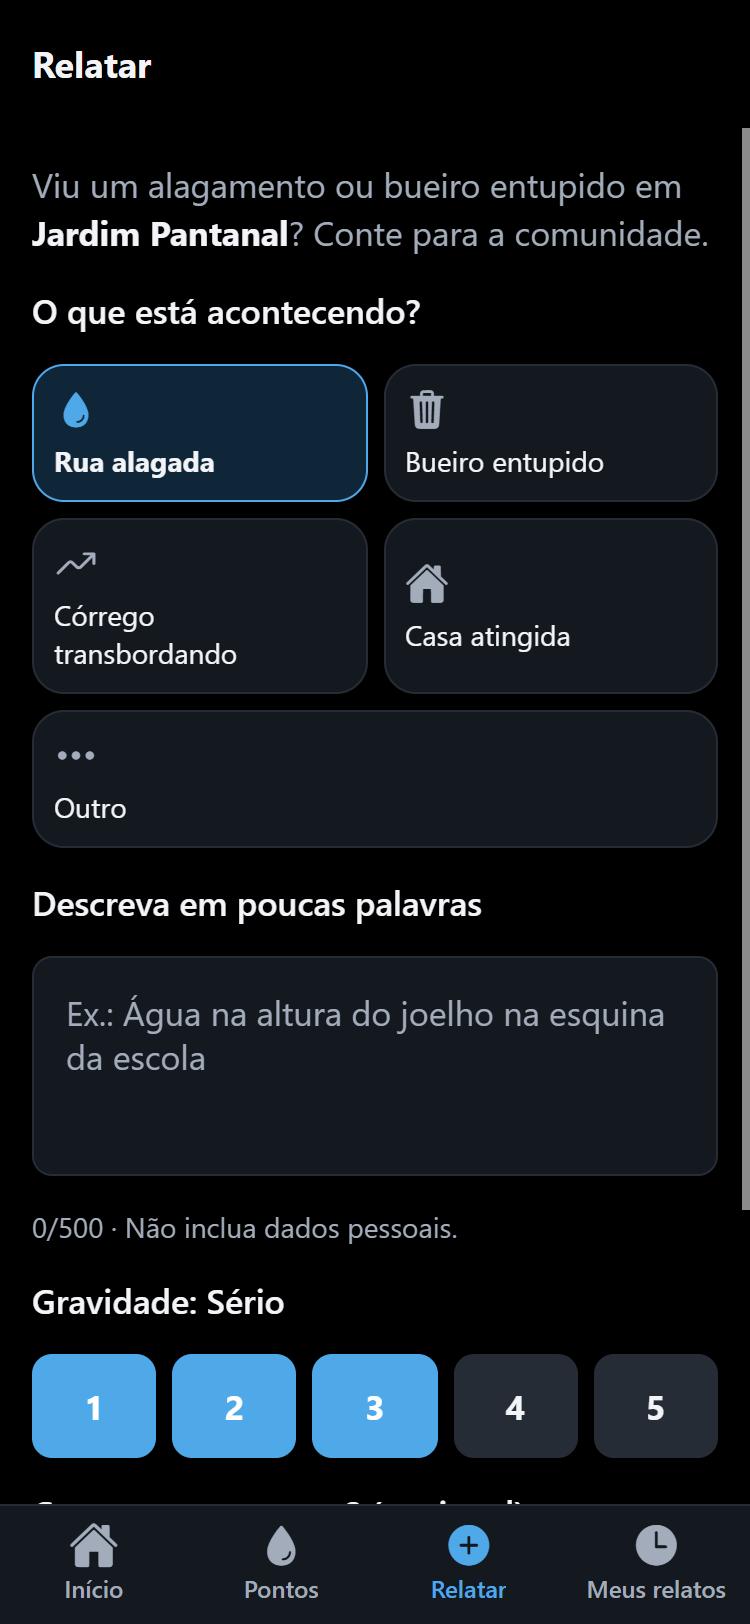 Relatar
Viu um alagamento ou bueiro entupido em
Jardim Pantanal? Conte para a comunidade.
O que está acontecendo?
Rua alagada
Bueiro entupido
Córrego
transbordando
Casa atingida
Outro
Descreva em poucas palavras
Ex.: Água na altura do joelho na esquina
da escola
0/500 · Não inclua dados pessoais.
Gravidade: Sério
1 2 3 4 5
Início
Pontos
Relatar
Meus relatos